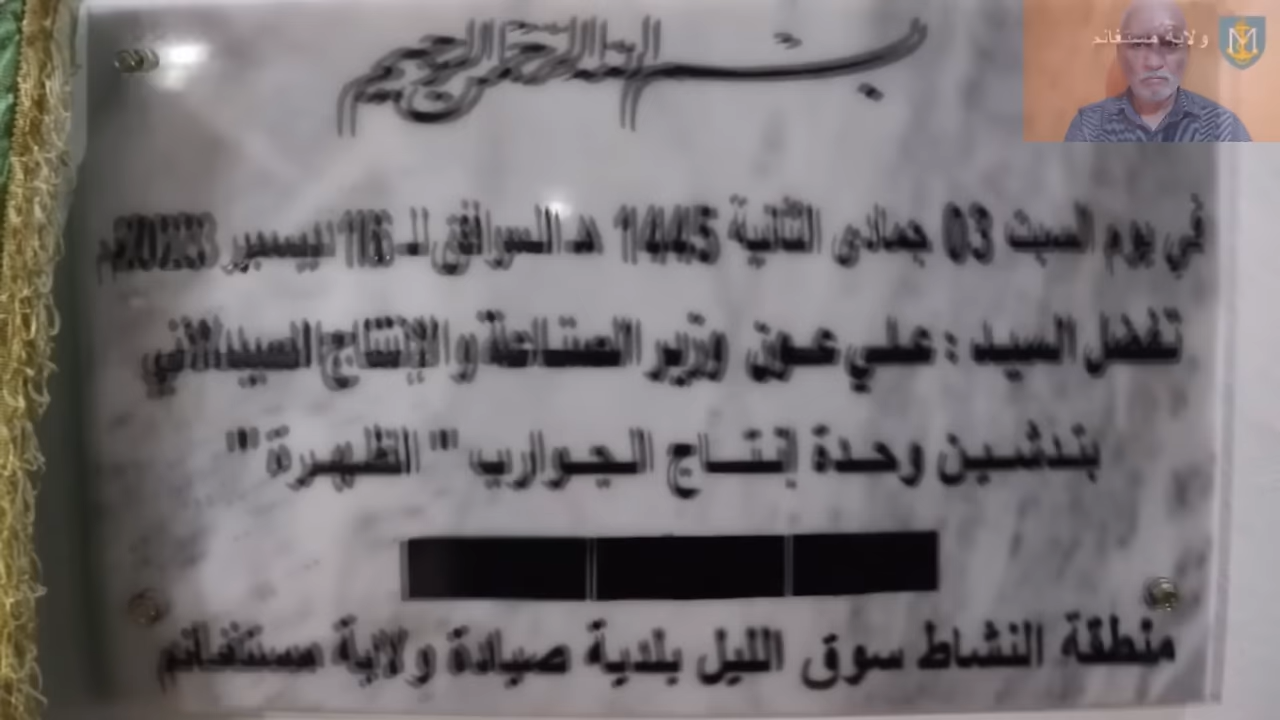 بسم الله الرحمن الرحيم
في يوم السبت 03 جمادى الثانية 1445 هـ الموافق لـ 16 ديسمبر 2023م
تفضل السيد : علي عون وزير الصناعة والإنتاج الصيدلاني
بتدشين وحدة إنتاج الجوارب " الظهرة "
منطقة النشاط سوق الليل بلدية صيادة ولاية مستغانم
ولاية مستغانم
M